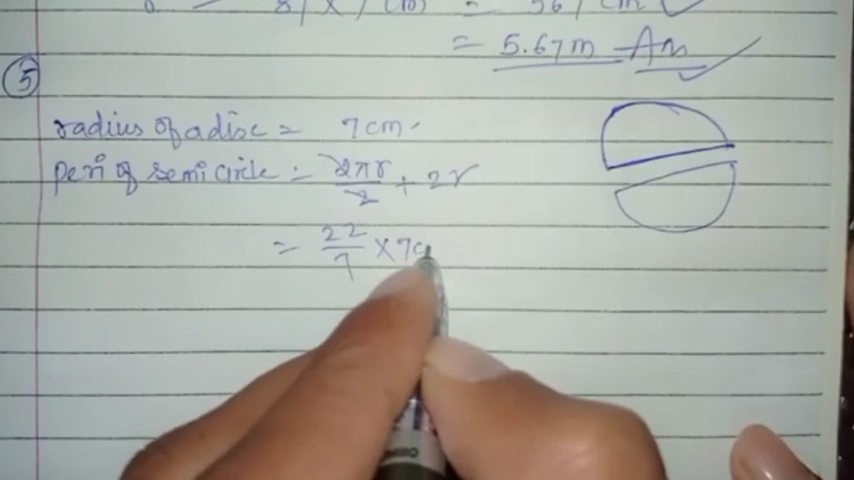 = 5.67m Ans
5
radius of a disc = 7cm.
peri of semi circle = 2πr/2 + 2r
= 22/7 × 7c